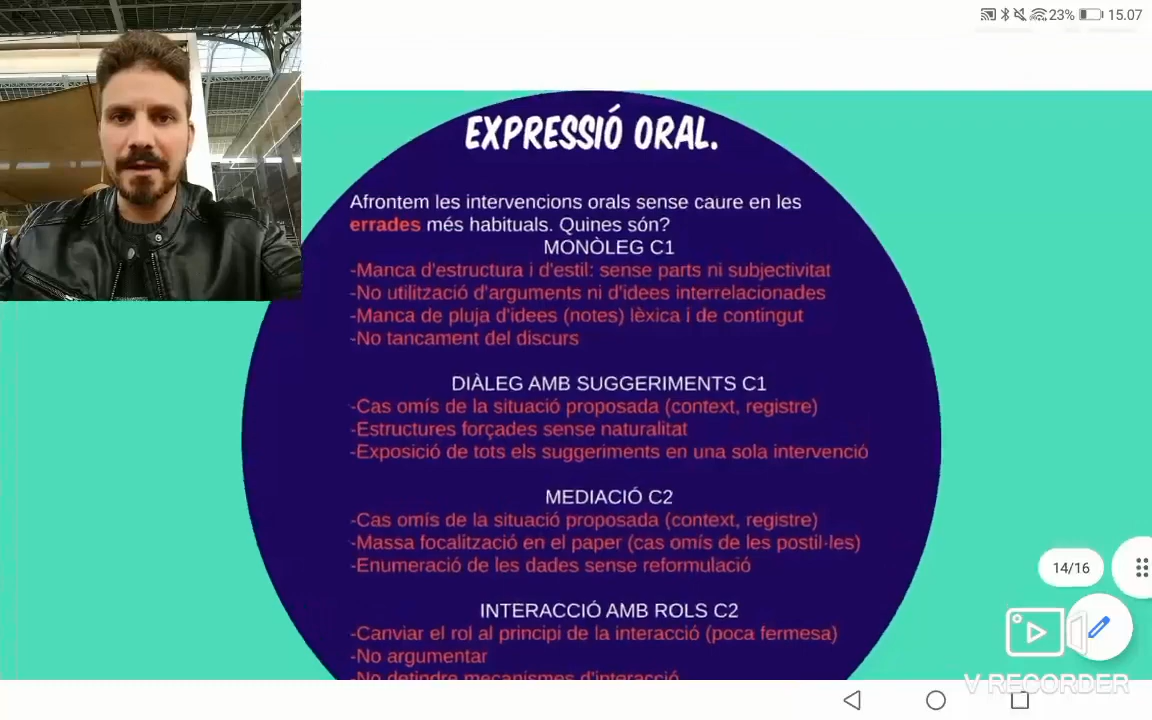 23% 15.07
EXPRESSIÓ ORAL.
Afrontem les intervencions orals sense caure en les
errades més habituals. Quines són?
MONÒLEG C1
-Manca d'estructura i d'estil: sense parts ni subjectivitat
-No utilització d'arguments ni d'idees interrelacionades
-Manca de pluja d'idees (notes) lèxica i de contingut
-No tancament del discurs
DIÀLEG AMB SUGGERIMENTS C1
-Cas omís de la situació proposada (context, registre)
-Estructures forçades sense naturalitat
-Exposició de tots els suggeriments en una sola intervenció
MEDIACIÓ C2
-Cas omís de la situació proposada (context, registre)
-Massa focalització en el paper (cas omís de les postil·les)
-Enumeració de les dades sense reformulació
14/16
INTERACCIÓ AMB ROLS C2
-Canviar el rol al principi de la interacció (poca fermesa)
-No argumentar
-No detindre mecanismes d'interacció
V RECORDER